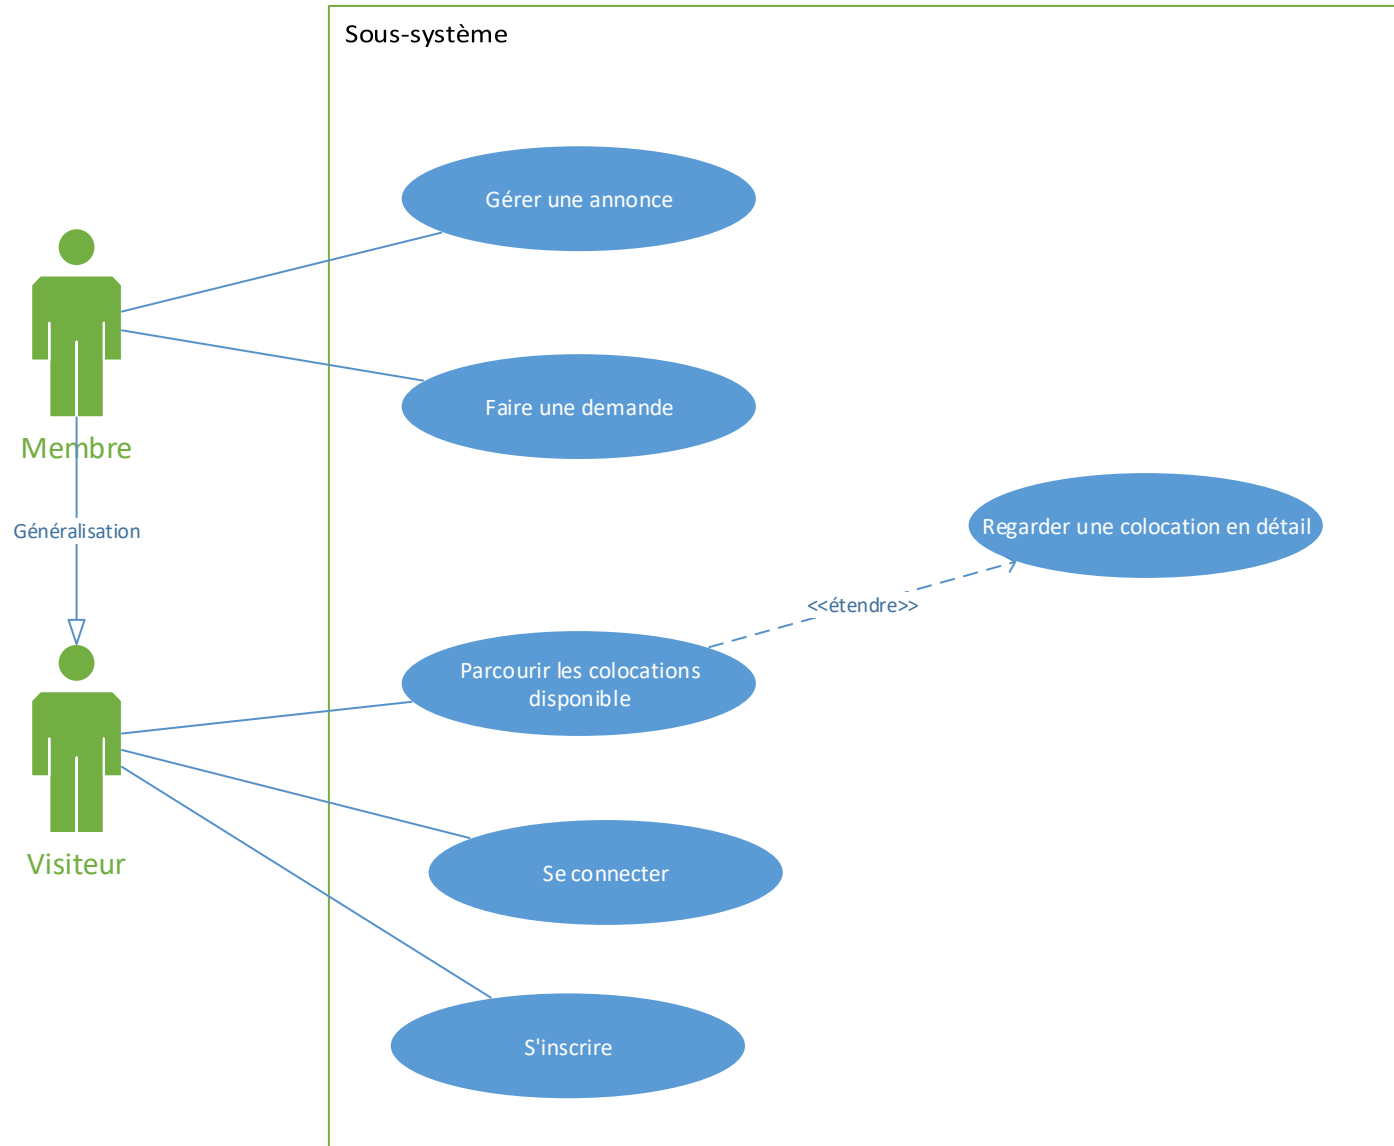 Sous-système
Gérer une annonce
Faire une demande
Membre
Généralisation
Regarder une colocation en détail
<<étendre>>
Parcourir les colocations
disponible
Visiteur
Se connecter
S'inscrire